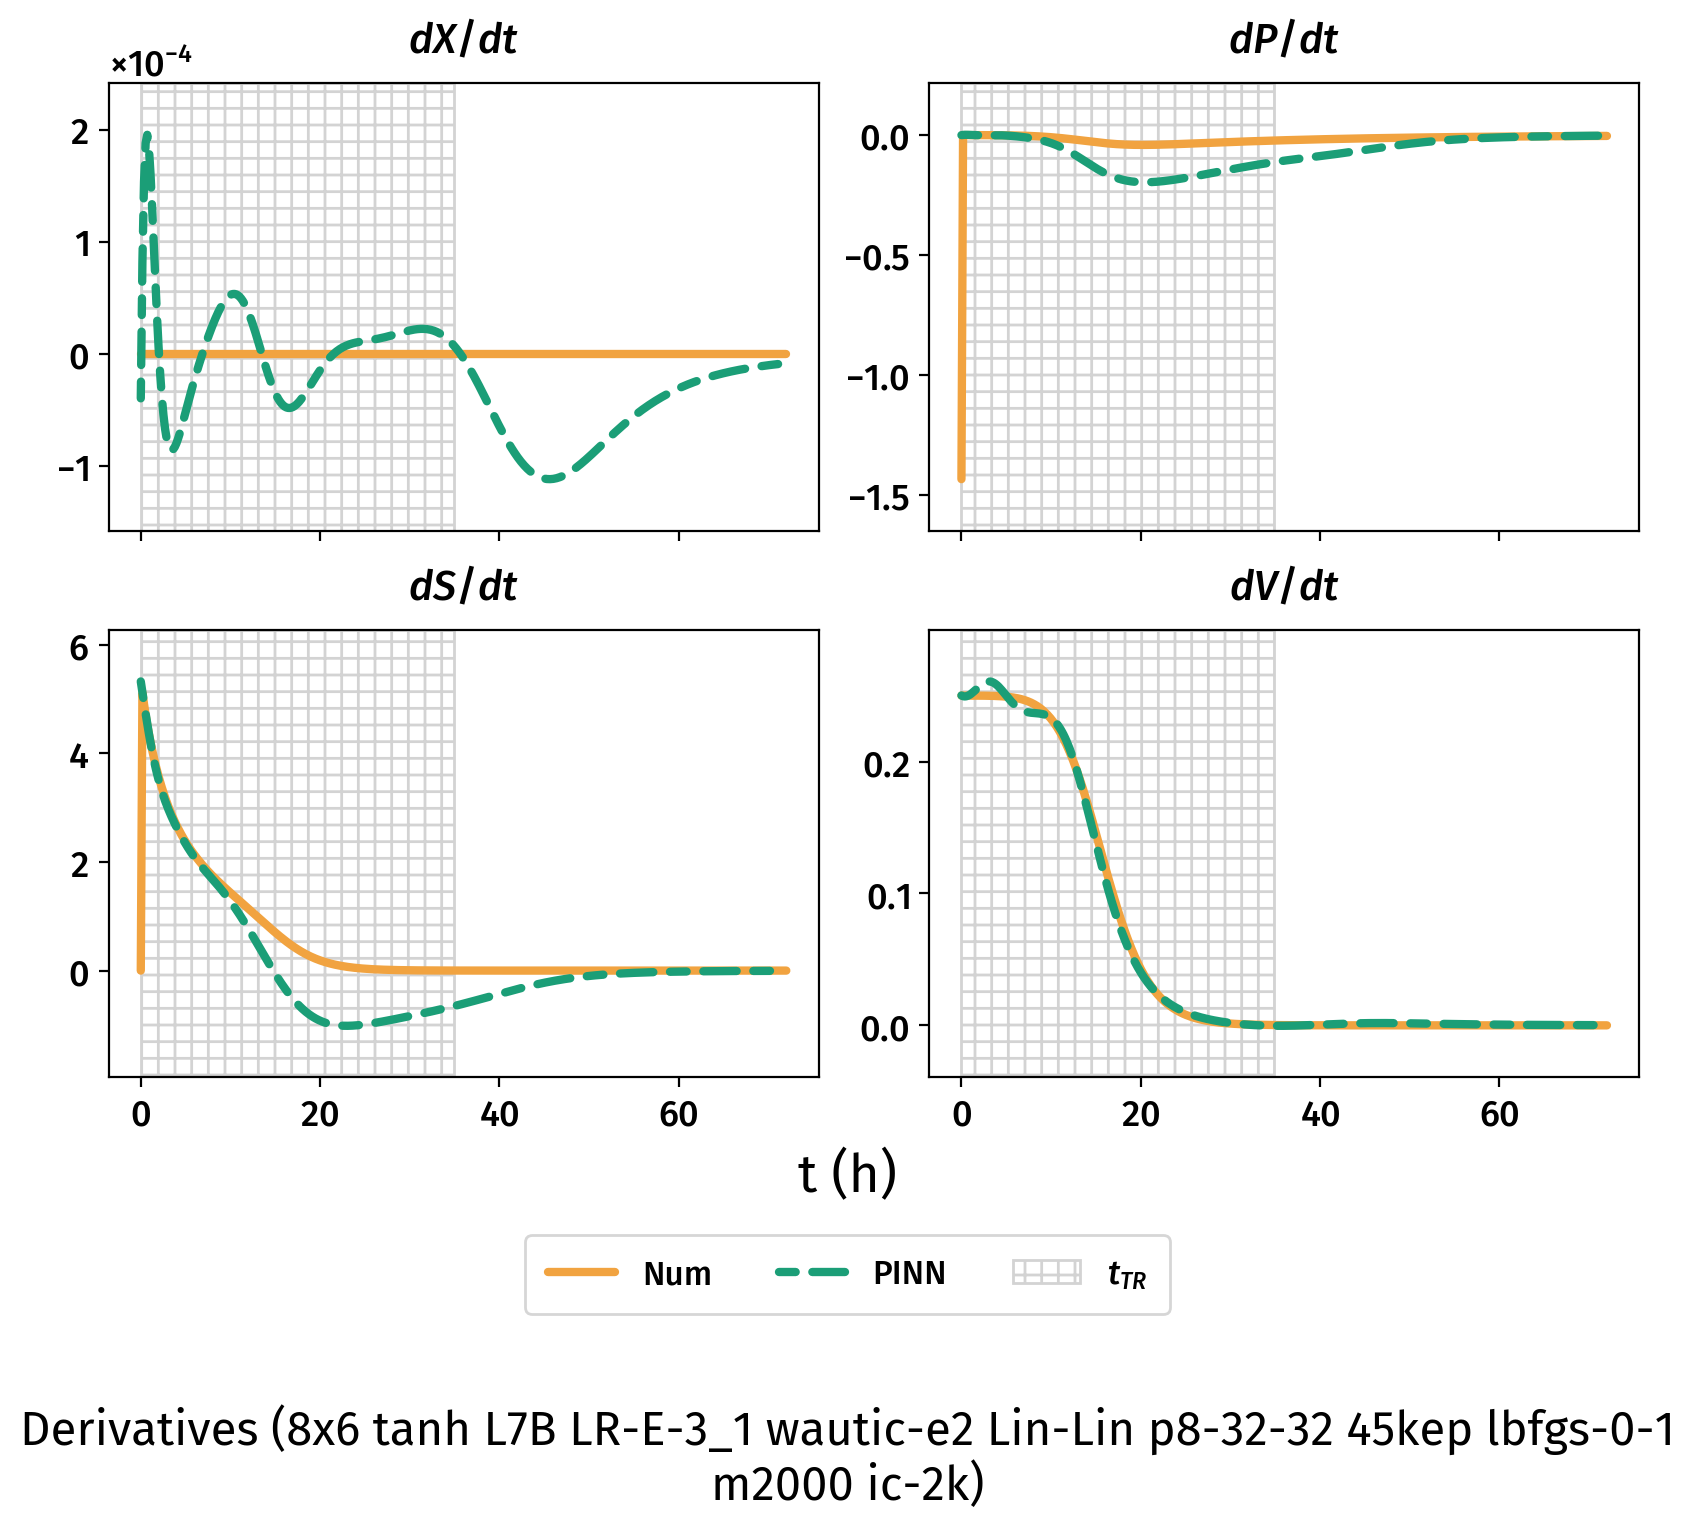 dX/dt
×10⁻⁴
2
1
0
−1
dP/dt
0.0
−0.5
−1.0
−1.5
dS/dt
6
4
2
0
0 20 40 60
dV/dt
0.2
0.1
0.0
0 20 40 60
t (h)
Num PINN t_TR
Derivatives (8x6 tanh L7B LR-E-3_1 wautic-e2 Lin-Lin p8-32-32 45kep lbfgs-0-1
m2000 ic-2k)